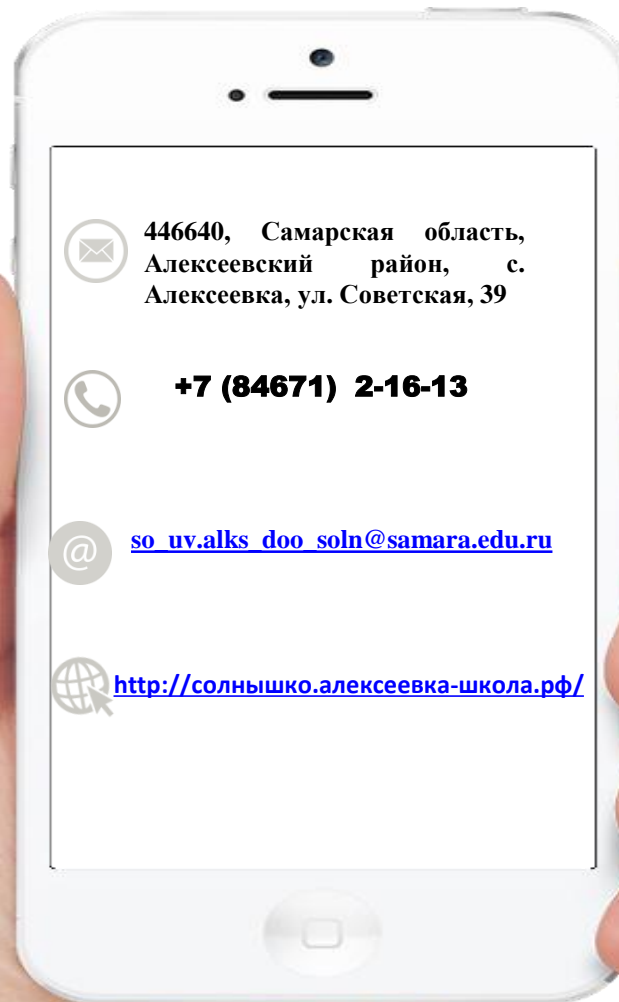 446640, Самарская область,
Алексеевский район, с.
Алексеевка, ул. Советская, 39
+7 (84671) 2-16-13
@
so_uv.alks_doo_soln@samara.edu.ru
http://солнышко.алексеевка-школа.рф/